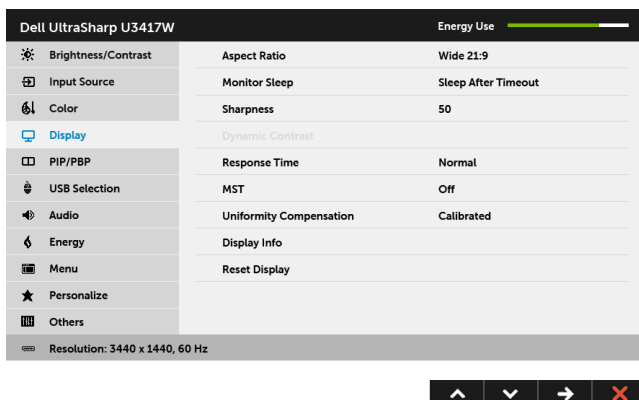 Dell UltraSharp U3417W Energy Use
Brightness/Contrast Aspect Ratio Wide 21:9
Input Source Monitor Sleep Sleep After Timeout
Color Sharpness 50
Display Dynamic Contrast
PIP/PBP Response Time Normal
USB Selection MST Off
Audio Uniformity Compensation Calibrated
Energy Display Info
Menu Reset Display
Personalize
Others
Resolution: 3440 x 1440, 60 Hz